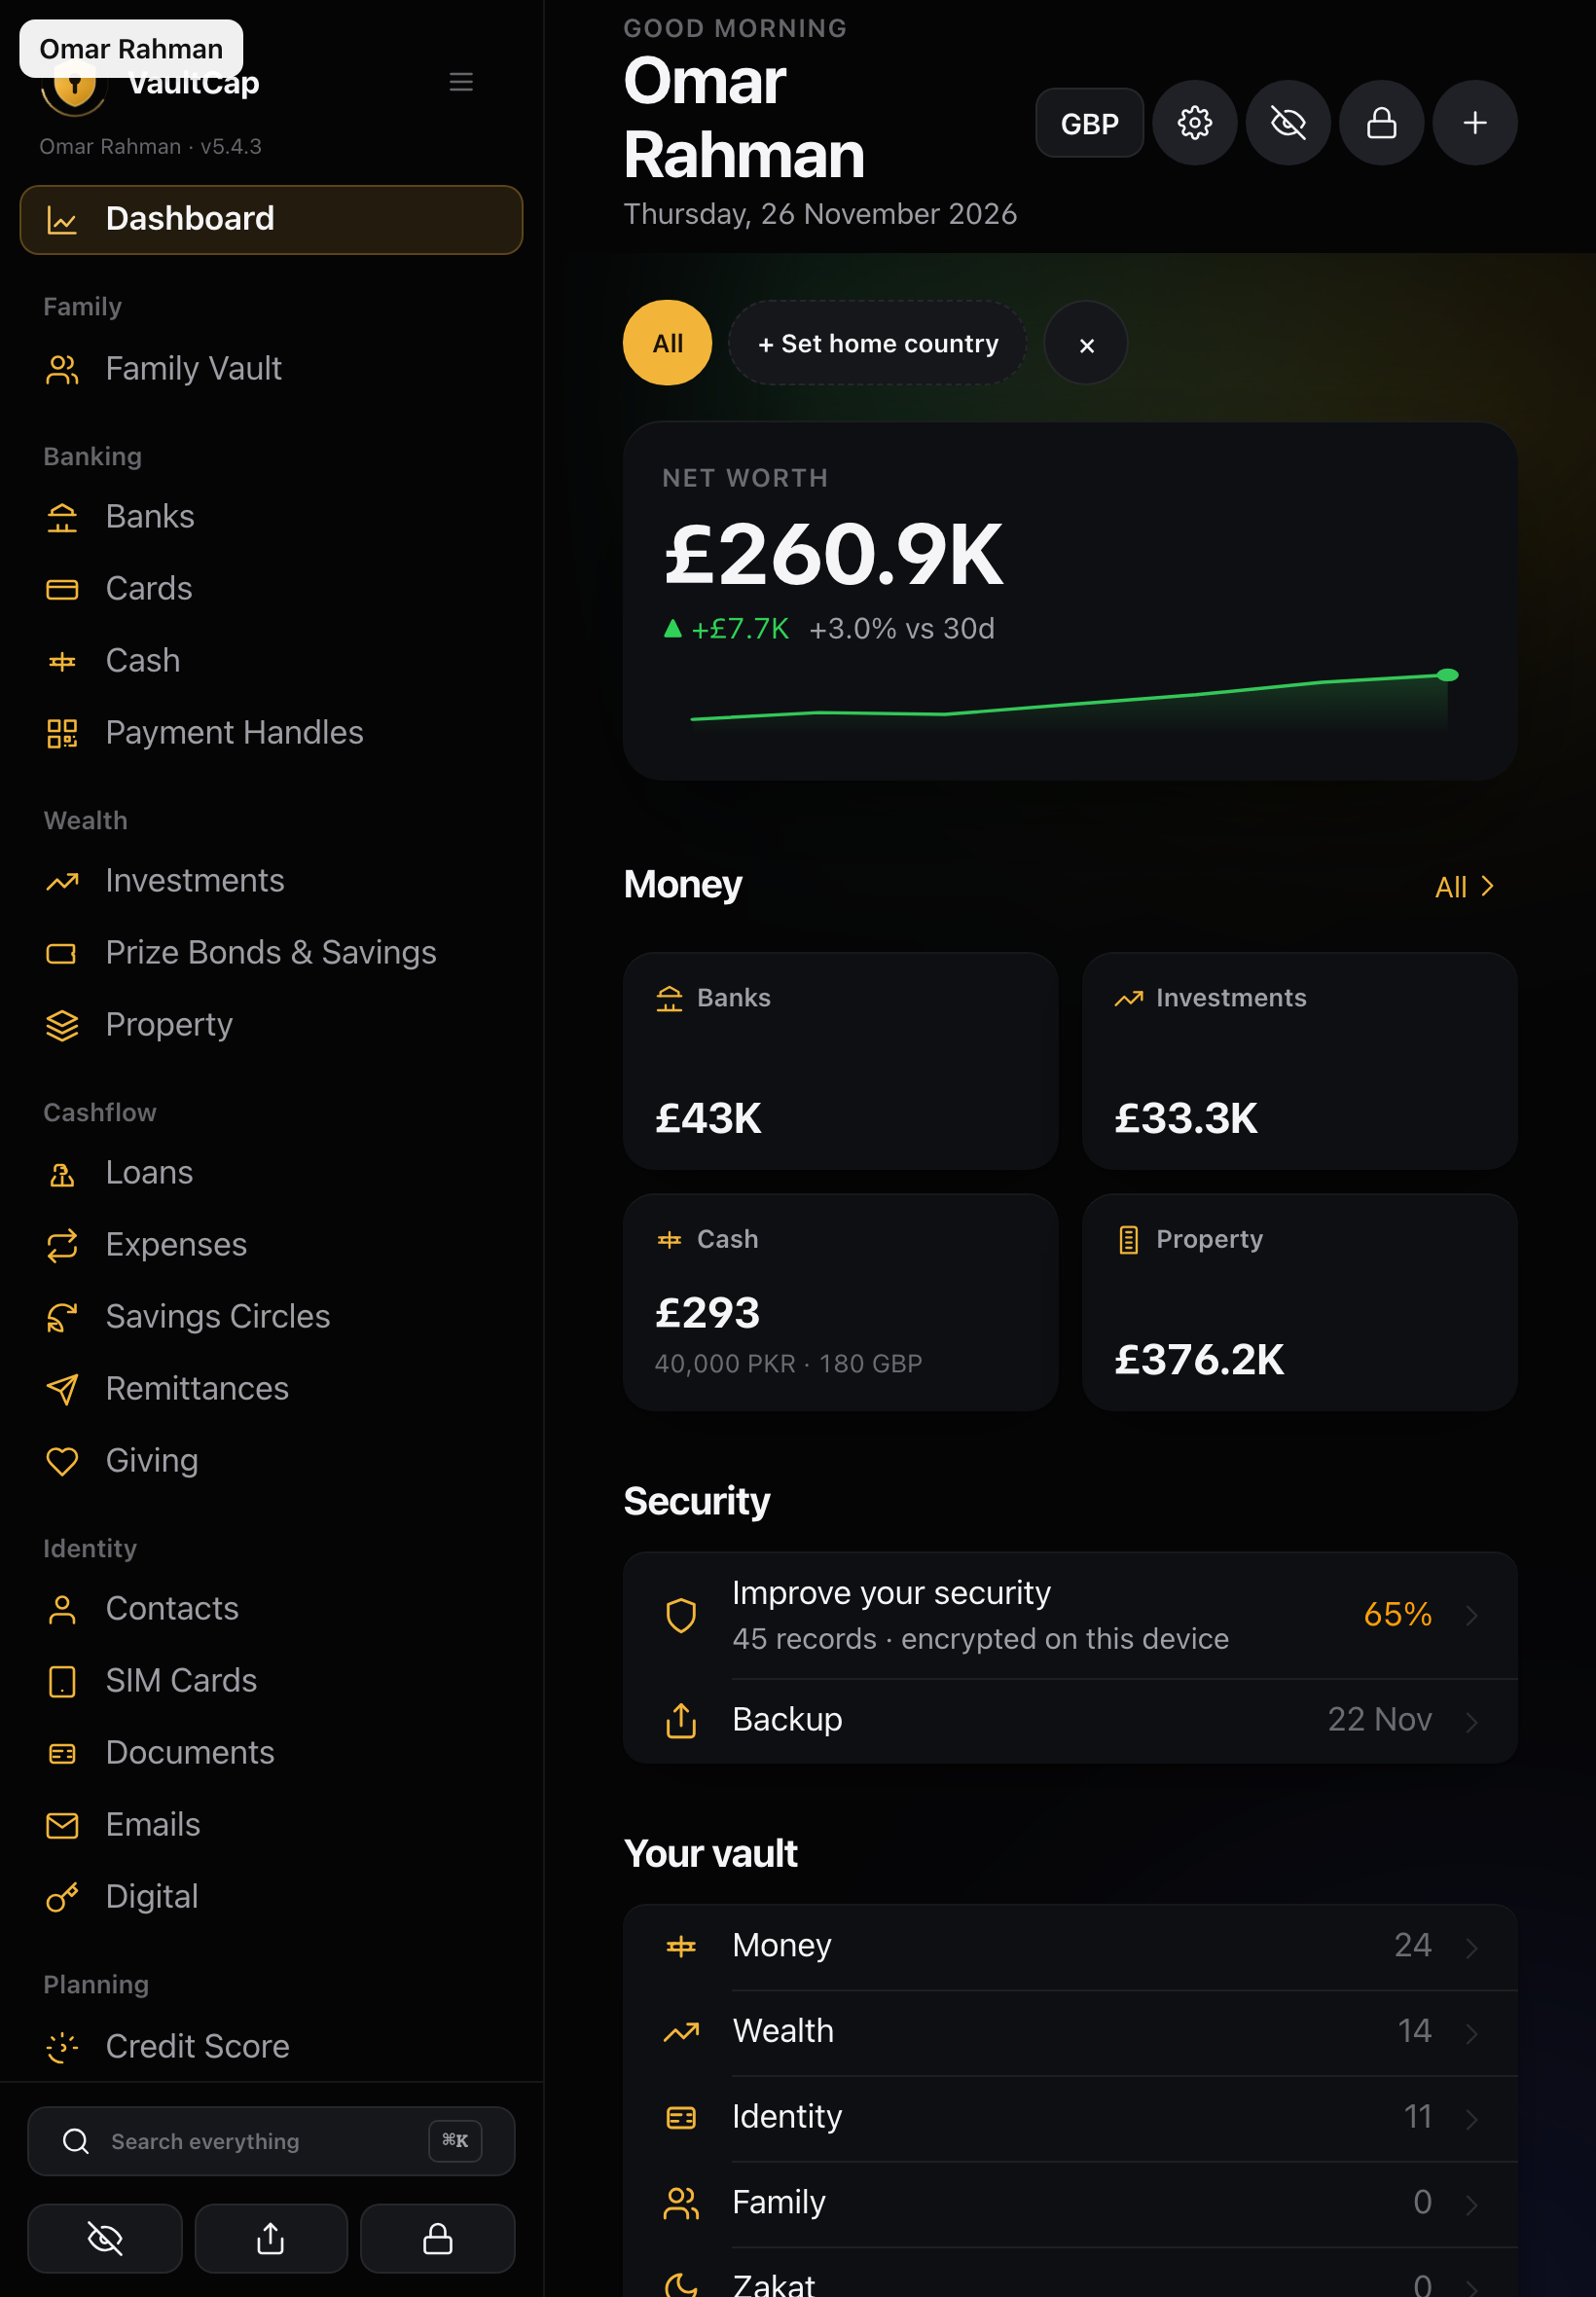 Omar Rahman
VaultCap
Omar Rahman · v5.4.3
Dashboard
Family
Family Vault
Banking
Banks
Cards
Cash
Payment Handles
Wealth
Investments
Prize Bonds & Savings
Property
Cashflow
Loans
Expenses
Savings Circles
Remittances
Giving
Identity
Contacts
SIM Cards
Documents
Emails
Digital
Planning
Credit Score
Search everything ⌘K
GOOD MORNING
Omar
Rahman
Thursday, 26 November 2026
GBP
All
+ Set home country
×
NET WORTH
£260.9K
+£7.7K +3.0% vs 30d
Money
All
Banks
£43K
Investments
£33.3K
Cash
£293
40,000 PKR · 180 GBP
Property
£376.2K
Security
Improve your security
45 records · encrypted on this device
65%
Backup 22 Nov
Your vault
Money 24
Wealth 14
Identity 11
Family 0
Zakat 0